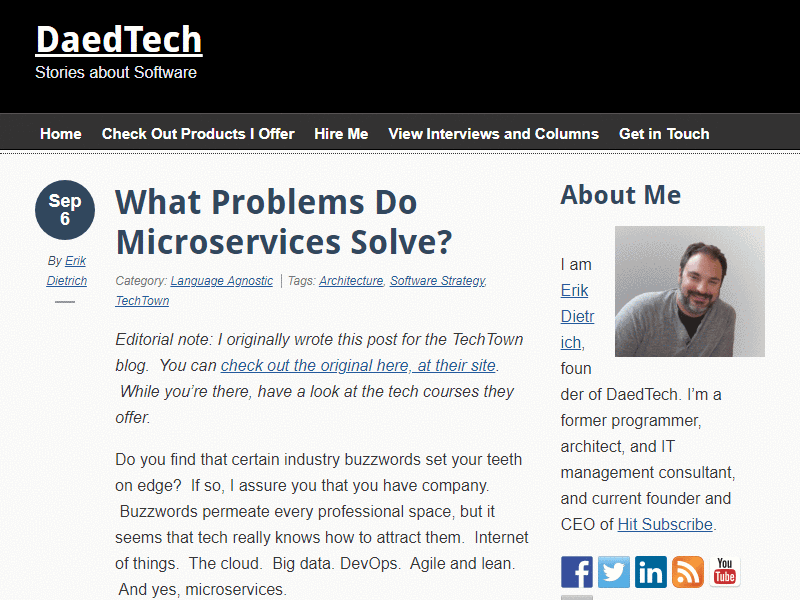 DaedTech
Stories about Software
Home Check Out Products I Offer Hire Me View Interviews and Columns Get in Touch
Sep
6
By Erik
Dietrich
What Problems Do
Microservices Solve?
Category: Language Agnostic | Tags: Architecture, Software Strategy,
TechTown
Editorial note: I originally wrote this post for the TechTown
blog.  You can check out the original here, at their site.
While you're there, have a look at the tech courses they
offer.
Do you find that certain industry buzzwords set your teeth
on edge?  If so, I assure you that you have company.
Buzzwords permeate every professional space, but it
seems that tech really knows how to attract them.  Internet
of things.  The cloud.  Big data. DevOps.  Agile and lean.
And yes, microservices.
About Me
I am
Erik
Dietr
ich,
foun
der of DaedTech. I'm a
former programmer,
architect, and IT
management consultant,
and current founder and
CEO of Hit Subscribe.
You
Tube